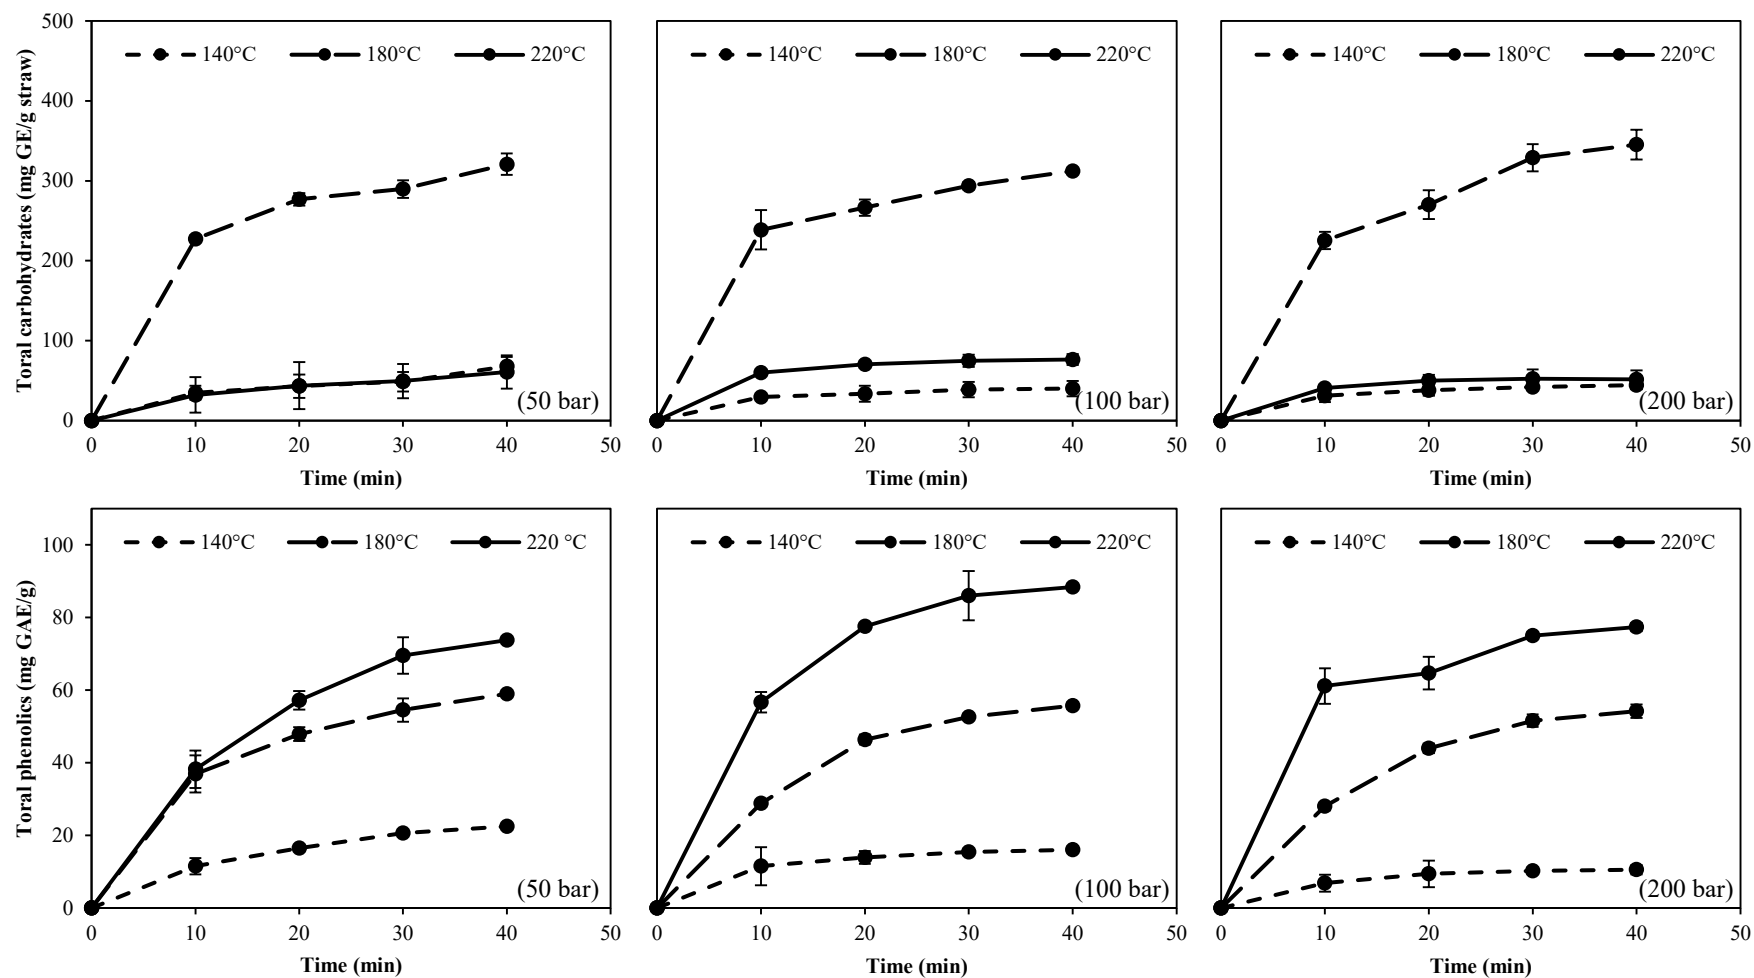 Toral carbohydrates (mg GE/g straw)
500
400
300
200
100
0
140°C 180°C 220°C
(50 bar)
0 10 20 30 40 50
Time (min)
140°C 180°C 220°C
(100 bar)
0 10 20 30 40 50
Time (min)
140°C 180°C 220°C
(200 bar)
0 10 20 30 40 50
Time (min)
Toral phenolics (mg GAE/g)
100
80
60
40
20
0
140°C 180°C 220 °C
(50 bar)
0 10 20 30 40 50
Time (min)
140°C 180°C 220°C
(100 bar)
0 10 20 30 40 50
Time (min)
140°C 180°C 220°C
(200 bar)
0 10 20 30 40 50
Time (min)